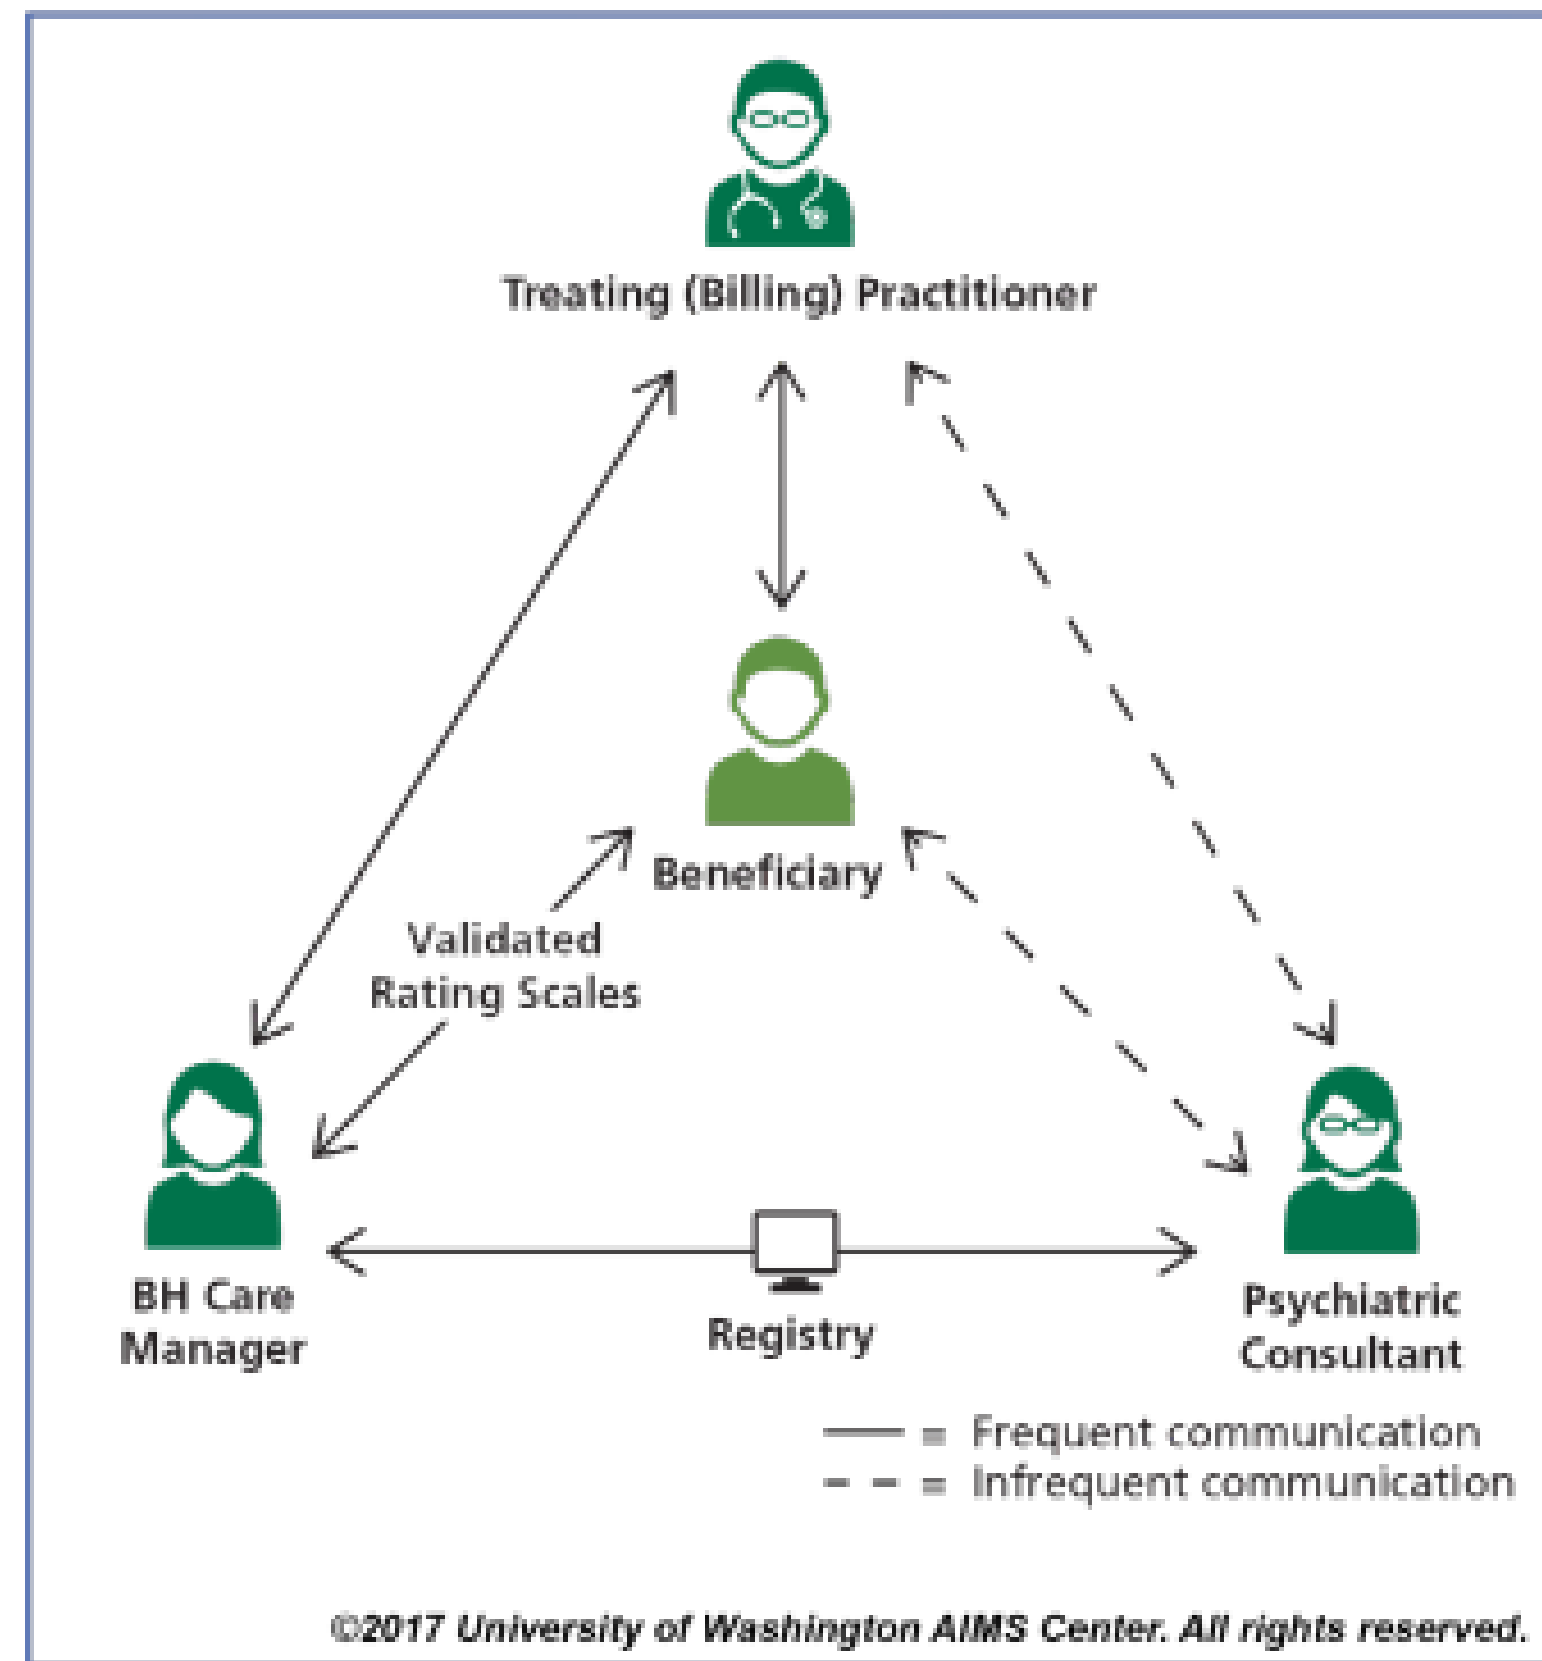 Treating (Billing) Practitioner
Beneficiary
Validated
Rating Scales
BH Care
Manager
Registry
Psychiatric
Consultant
= Frequent communication
= Infrequent communication
©2017 University of Washington AIMS Center. All rights reserved.